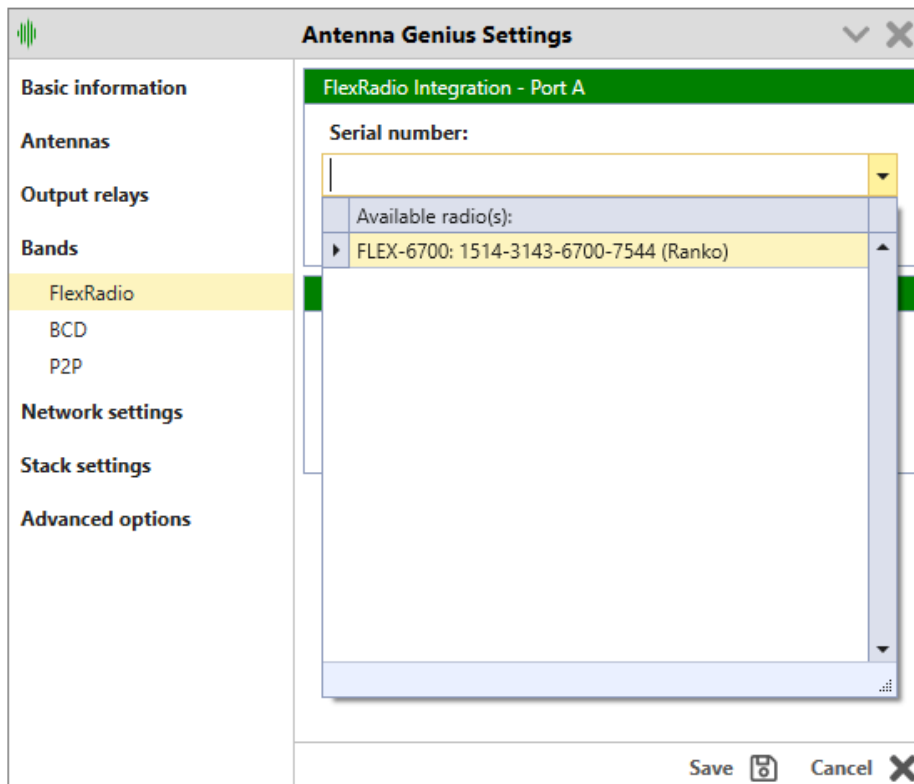 Antenna Genius Settings
Basic information
Antennas
Output relays
Bands
FlexRadio
BCD
P2P
Network settings
Stack settings
Advanced options
FlexRadio Integration - Port A
Serial number:
Available radio(s):
FLEX-6700: 1514-3143-6700-7544 (Ranko)
Save
Cancel